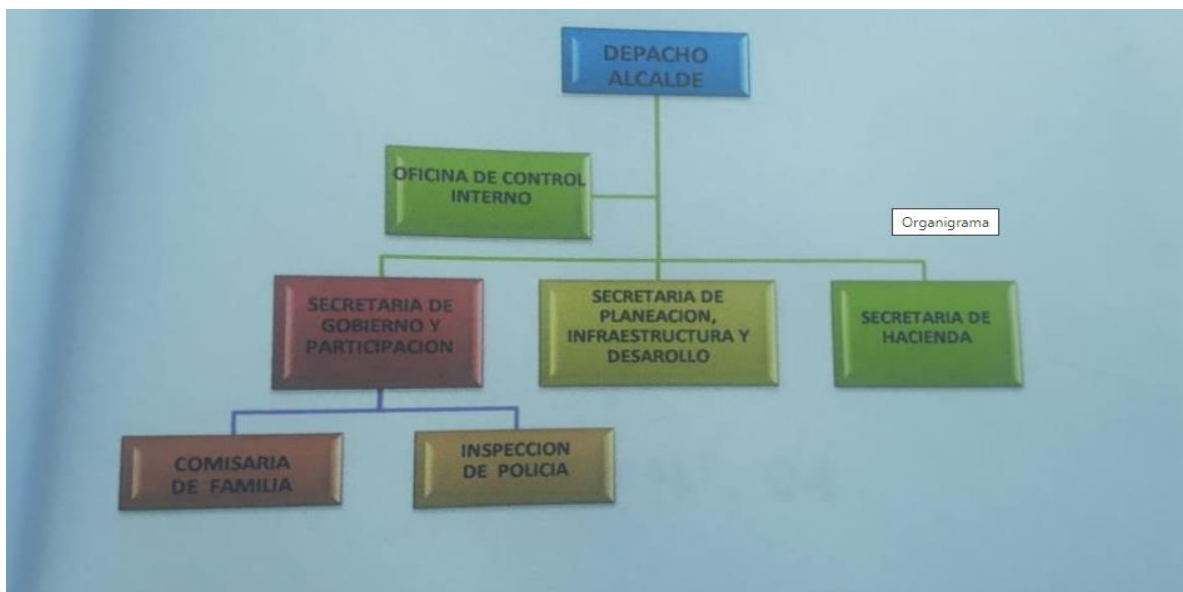 DEPACHO
ALCALDE
OFICINA DE CONTROL
INTERNO
Organigrama
SECRETARIA DE
GOBIERNO Y
PARTICIPACION
SECRETARIA DE
PLANEACION,
INFRAESTRUCTURA Y
DESAROLLO
SECRETARIA DE
HACIENDA
COMISARIA
DE FAMILIA
INSPECCION
DE POLICIA